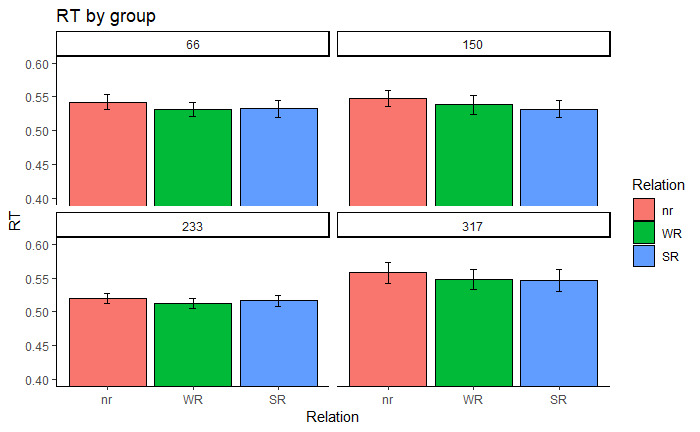 RT by group
66 150
0.60
0.55
0.50
0.45
0.40
233 317
0.60
0.55
0.50
0.45
0.40
RT
nr WR SR nr WR SR
Relation
Relation
nr
WR
SR